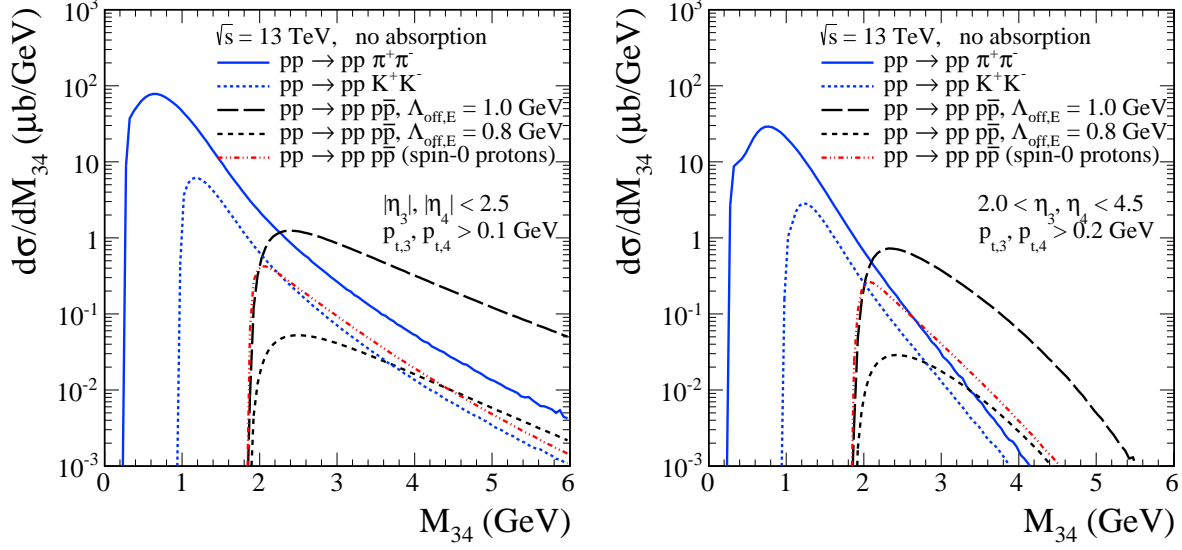 dσ/dM₃₄ (μb/GeV)
10³
10²
10
1
10⁻¹
10⁻²
10⁻³
√s = 13 TeV, no absorption
pp → pp π⁺π⁻
pp → pp K⁺K⁻
pp → pp pp̅, Λoff,E = 1.0 GeV
pp → pp pp̅, Λoff,E = 0.8 GeV
pp → pp pp̅ (spin-0 protons)
|η₃|, |η₄| < 2.5
pt,3, pt,4 > 0.1 GeV
0 1 2 3 4 5 6
M₃₄ (GeV)
dσ/dM₃₄ (μb/GeV)
10³
10²
10
1
10⁻¹
10⁻²
10⁻³
√s = 13 TeV, no absorption
pp → pp π⁺π⁻
pp → pp K⁺K⁻
pp → pp pp̅, Λoff,E = 1.0 GeV
pp → pp pp̅, Λoff,E = 0.8 GeV
pp → pp pp̅ (spin-0 protons)
2.0 < η₃, η₄ < 4.5
pt,3, pt,4 > 0.2 GeV
0 1 2 3 4 5 6
M₃₄ (GeV)